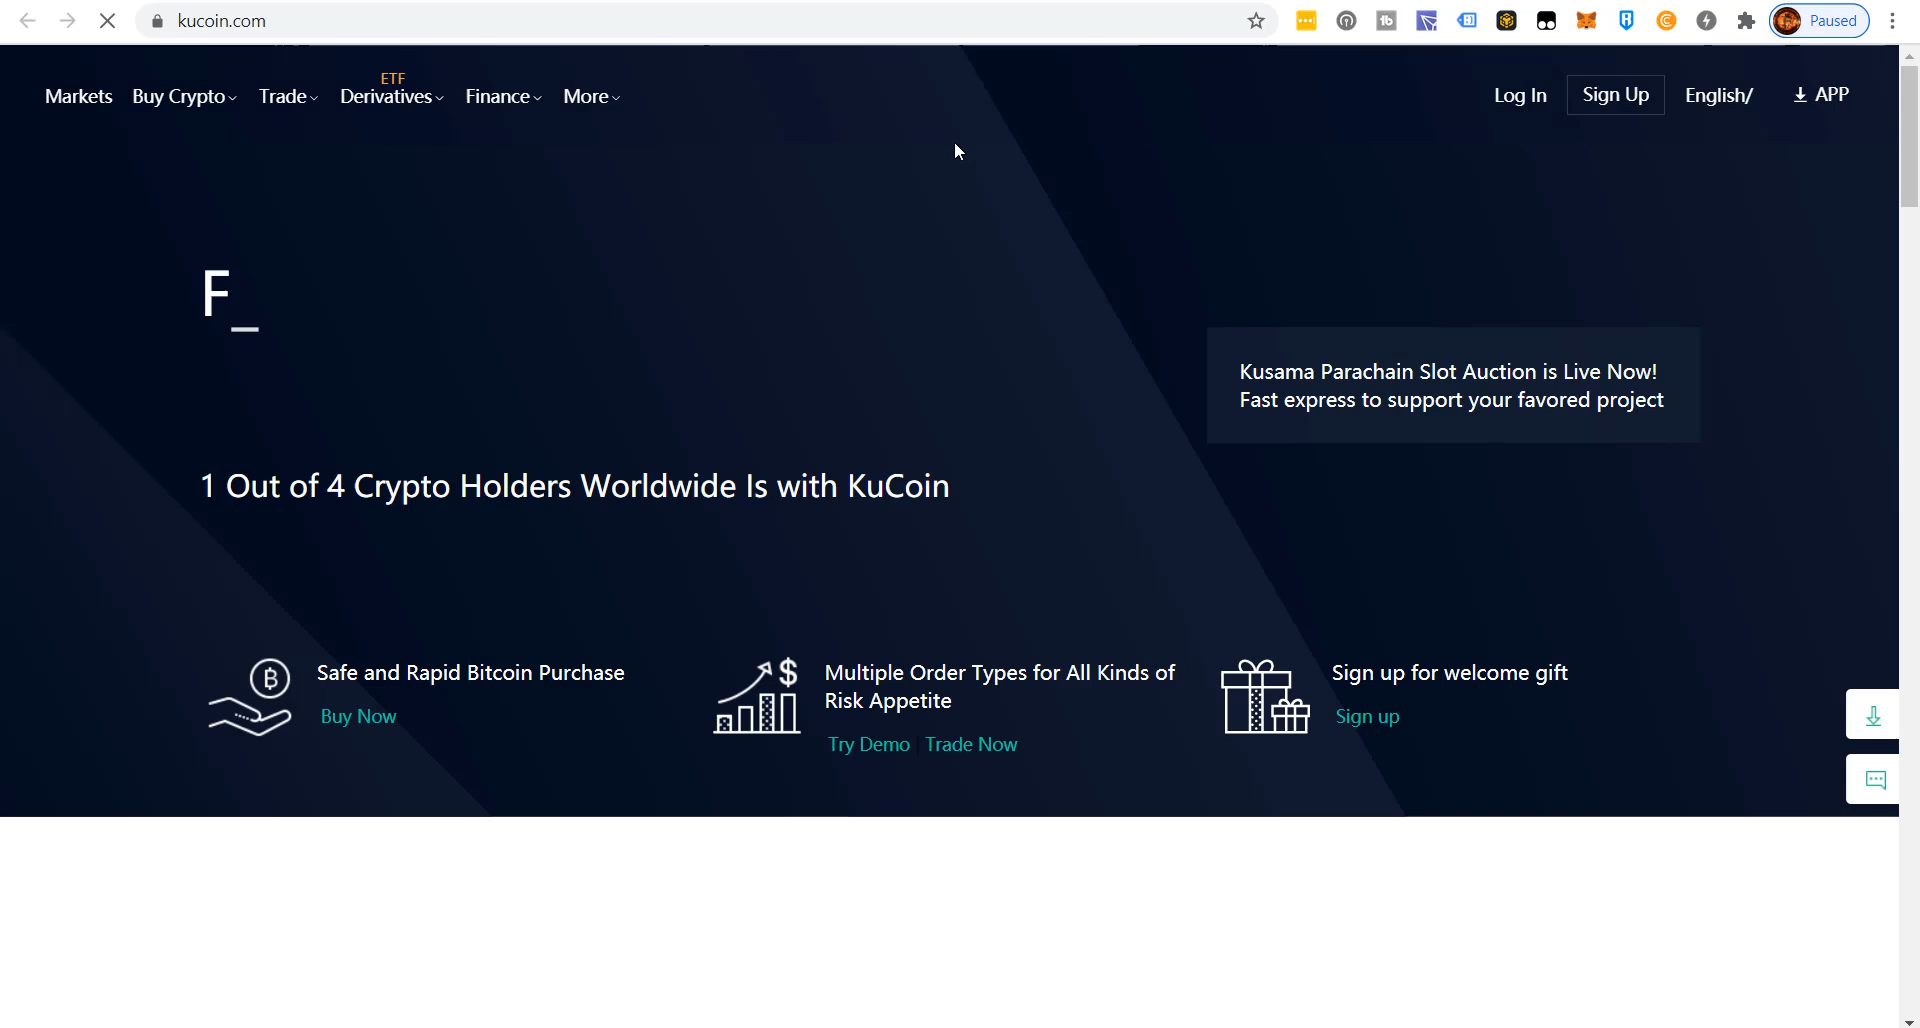 kucoin.com
Paused
ETF
Markets Buy Crypto Trade Derivatives Finance More
Log In Sign Up English/ APP
F_
Kusama Parachain Slot Auction is Live Now!
Fast express to support your favored project
1 Out of 4 Crypto Holders Worldwide Is with KuCoin
Safe and Rapid Bitcoin Purchase
Buy Now
Multiple Order Types for All Kinds of
Risk Appetite
Try Demo Trade Now
Sign up for welcome gift
Sign up